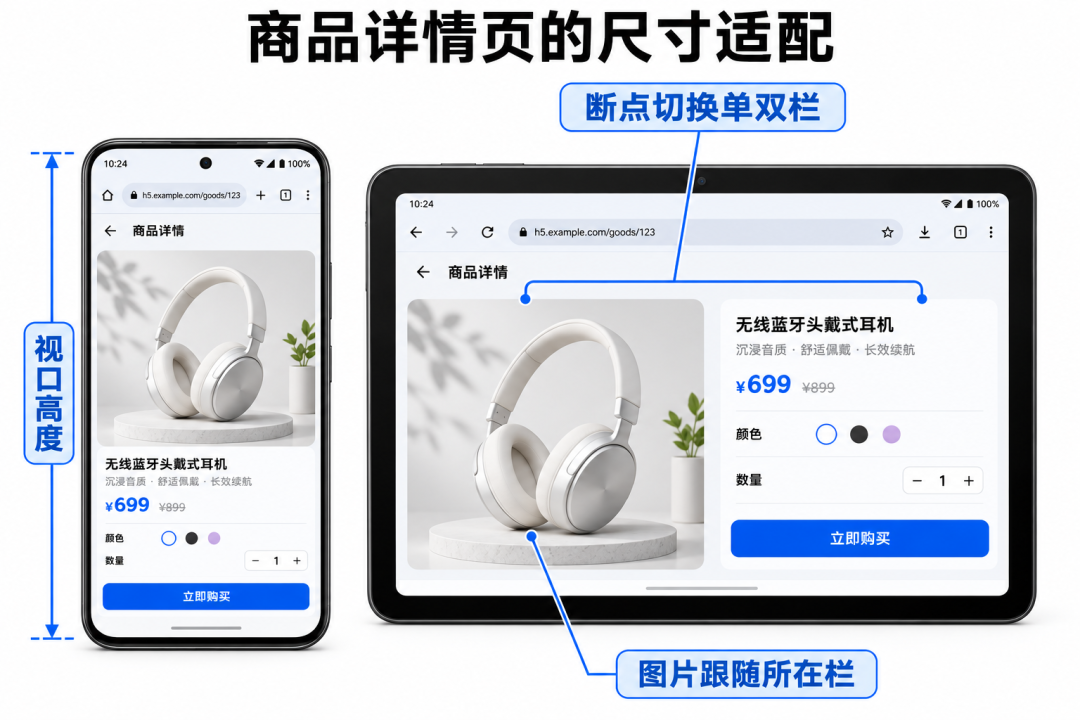 商品详情页的尺寸适配
断点切换单双栏
视口高度
10:24
100%
h5.example.com/goods/123
1
商品详情
无线蓝牙头戴式耳机
沉浸音质 · 舒适佩戴 · 长效续航
¥699 ¥899
颜色
数量
− 1 +
立即购买
10:24
100%
h5.example.com/goods/123
1
商品详情
无线蓝牙头戴式耳机
沉浸音质 · 舒适佩戴 · 长效续航
¥699 ¥899
颜色
数量
− 1 +
立即购买
图片跟随所在栏